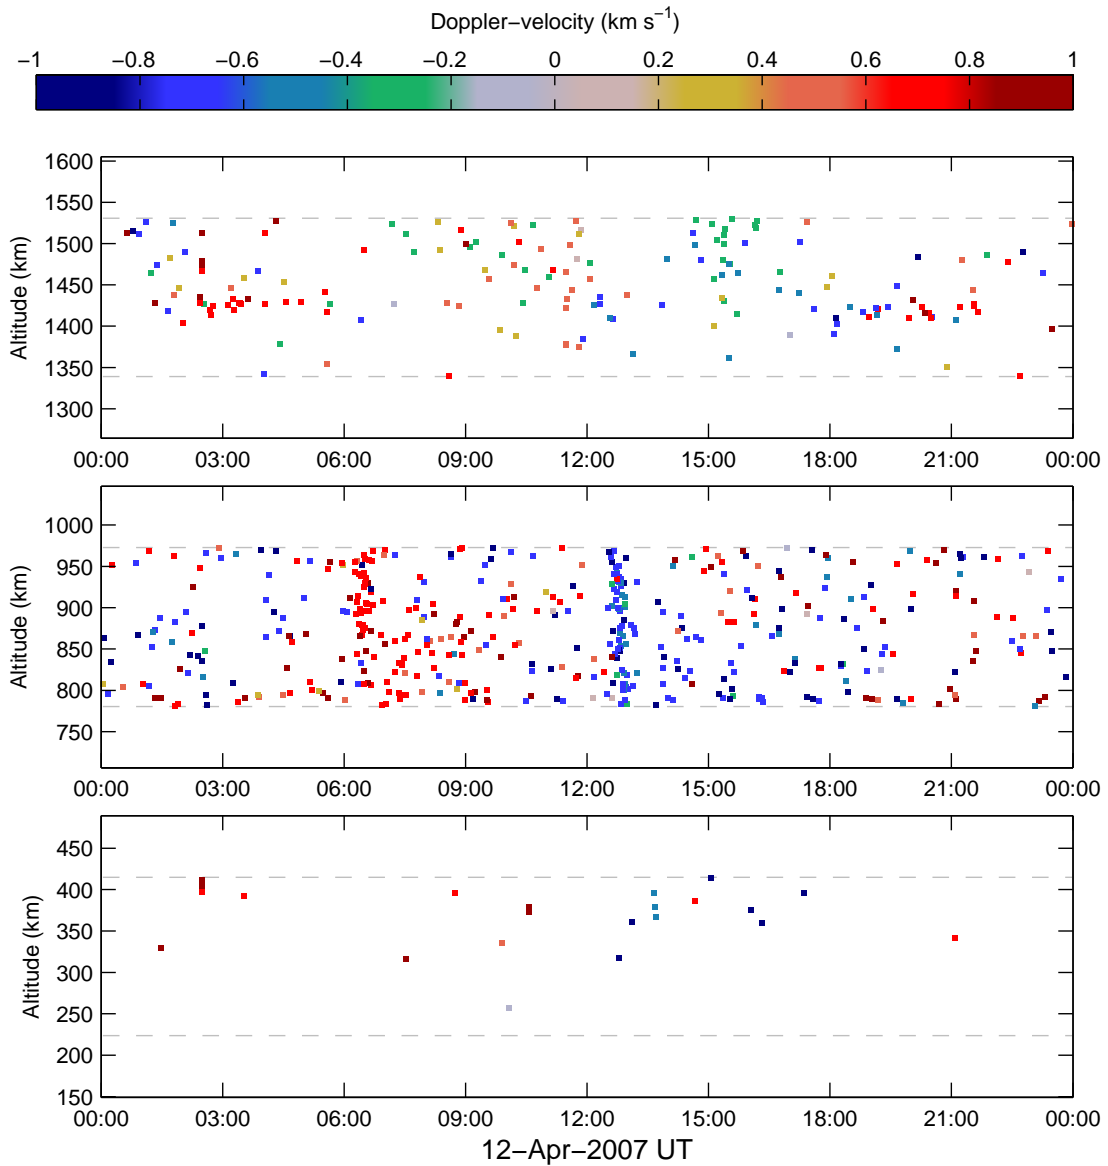 Doppler−velocity (km s−1)
−1 −0.8 −0.6 −0.4 −0.2 0 0.2 0.4 0.6 0.8 1
1600
1550
1500
1450
1400
1350
1300
Altitude (km)
00:00 03:00 06:00 09:00 12:00 15:00 18:00 21:00 00:00
1000
950
900
850
800
750
Altitude (km)
00:00 03:00 06:00 09:00 12:00 15:00 18:00 21:00 00:00
450
400
350
300
250
200
150
Altitude (km)
00:00 03:00 06:00 09:00 12:00 15:00 18:00 21:00 00:00
12−Apr−2007 UT